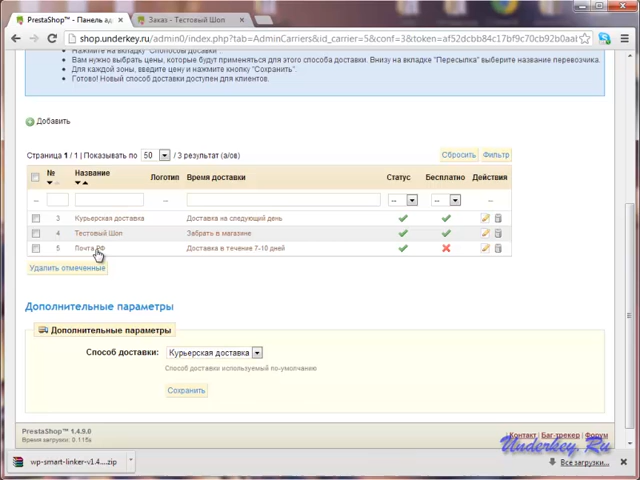 PrestaShop™ - Панель ад
Заказ - Тестовый Шоп
shop.underkey.ru/admin0/index.php?tab=AdminCarriers&id_carrier=5&conf=3&token=af52dcbb84cc17bf9c70cb92b0aal
Нажмите на вкладку "Способы доставки".
Вам нужно выбрать цены, которые будут применяться для этого способа доставки. Внизу на вкладке "Пересылка" выберите название перевозчика.
Для каждой зоны, введите цену и нажмите кнопку "Сохранить".
Готово! Новый способ доставки доступен для клиентов.
Добавить
Страница 1 / 1 | Показывать по 50 / 3 результат (а/ов) Сбросить Фильтр
№ Название Логотип Время доставки Статус Бесплатно Действия
-- -- -- -- --
3 Курьерская доставка Доставка на следующий день
4 Тестовый Шоп Забрать в магазине
5 Почта РФ Доставка в течение 7-10 дней
Удалить отмеченные
Дополнительные параметры
Дополнительные параметры
Способ доставки: Курьерская доставка
Способ доставки используемый по-умолчанию
Сохранить
PrestaShop™ 1.4.9.0
Время загрузки: 0.115s
Контакт | Баг-трекер | Форум
Underkey.Ru
wp-smart-linker-v1.4....zip
Все загрузки...